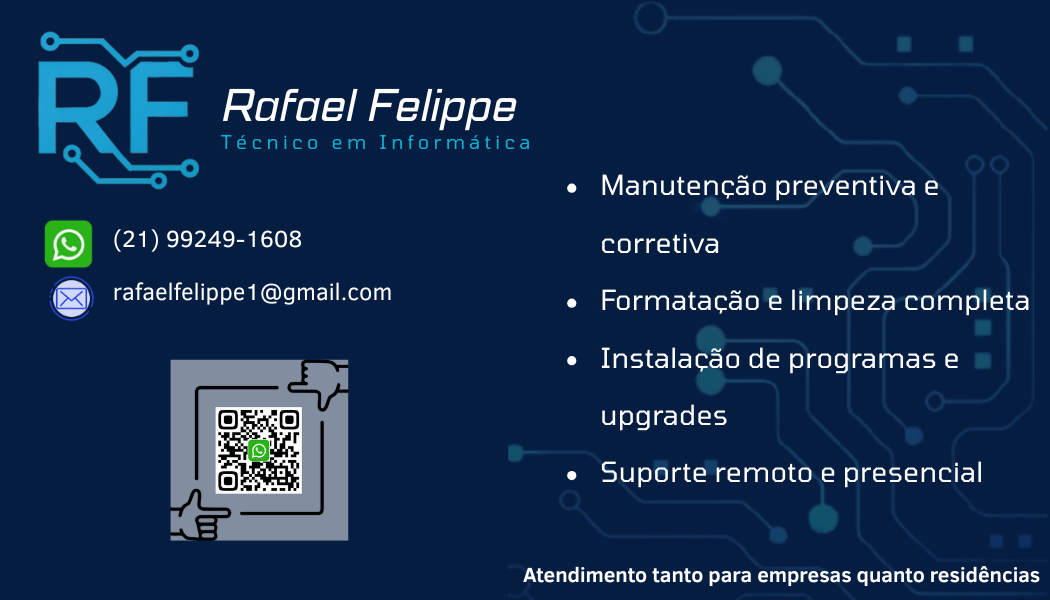 RF
Rafael Felippe
Técnico em Informática
(21) 99249-1608
rafaelfelippe1@gmail.com
• Manutenção preventiva e
corretiva
• Formatação e limpeza completa
• Instalação de programas e
upgrades
• Suporte remoto e presencial
Atendimento tanto para empresas quanto residências